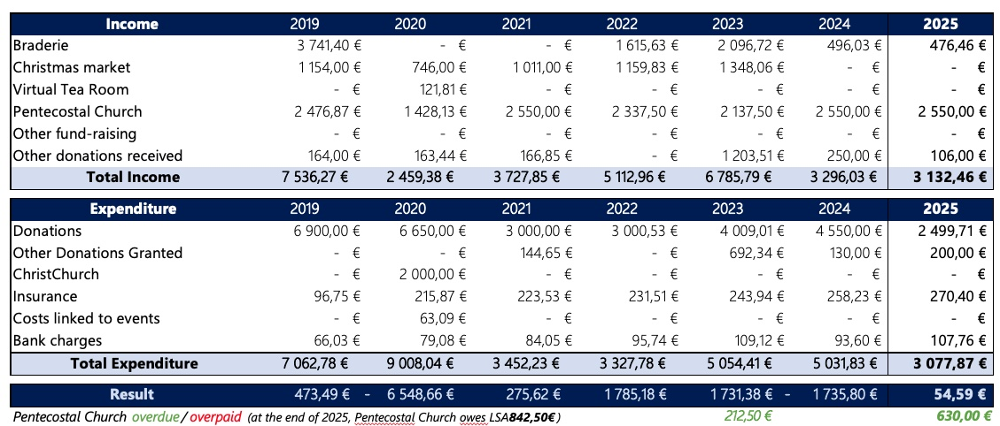 Income 2019 2020 2021 2022 2023 2024 2025
Braderie 3 741,40 € - € - € 1 615,63 € 2 096,72 € 496,03 € 476,46 €
Christmas market 1 154,00 € 746,00 € 1 011,00 € 1 159,83 € 1 348,06 € - € - €
Virtual Tea Room - € 121,81 € - € - € - € - € - €
Pentecostal Church 2 476,87 € 1 428,13 € 2 550,00 € 2 337,50 € 2 137,50 € 2 550,00 € 2 550,00 €
Other fund-raising - € - € - € - € - € - € - €
Other donations received 164,00 € 163,44 € 166,85 € - € 1 203,51 € 250,00 € 106,00 €
Total Income 7 536,27 € 2 459,38 € 3 727,85 € 5 112,96 € 6 785,79 € 3 296,03 € 3 132,46 €
Expenditure 2019 2020 2021 2022 2023 2024 2025
Donations 6 900,00 € 6 650,00 € 3 000,00 € 3 000,53 € 4 009,01 € 4 550,00 € 2 499,71 €
Other Donations Granted - € - € 144,65 € - € 692,34 € 130,00 € 200,00 €
ChristChurch - € 2 000,00 € - € - € - € - € - €
Insurance 96,75 € 215,87 € 223,53 € 231,51 € 243,94 € 258,23 € 270,40 €
Costs linked to events - € 63,09 € - € - € - € - € - €
Bank charges 66,03 € 79,08 € 84,05 € 95,74 € 109,12 € 93,60 € 107,76 €
Total Expenditure 7 062,78 € 9 008,04 € 3 452,23 € 3 327,78 € 5 054,41 € 5 031,83 € 3 077,87 €
Result 473,49 € - 6 548,66 € 275,62 € 1 785,18 € 1 731,38 € - 1 735,80 € 54,59 €
Pentecostal Church overdue/overpaid (at the end of 2025, Pentecostal Church owes LSA842,50€) 212,50 € 630,00 €